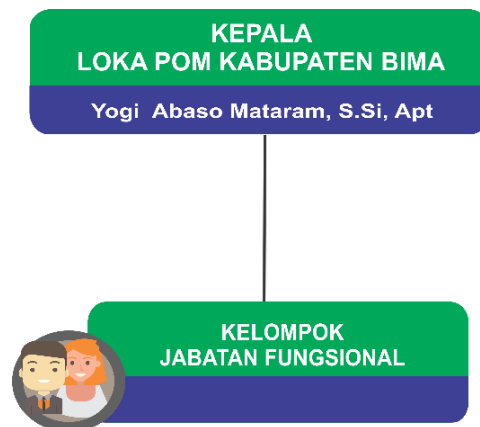 KEPALA
LOKA POM KABUPATEN BIMA
Yogi Abaso Mataram, S.Si, Apt
KELOMPOK
JABATAN FUNGSIONAL